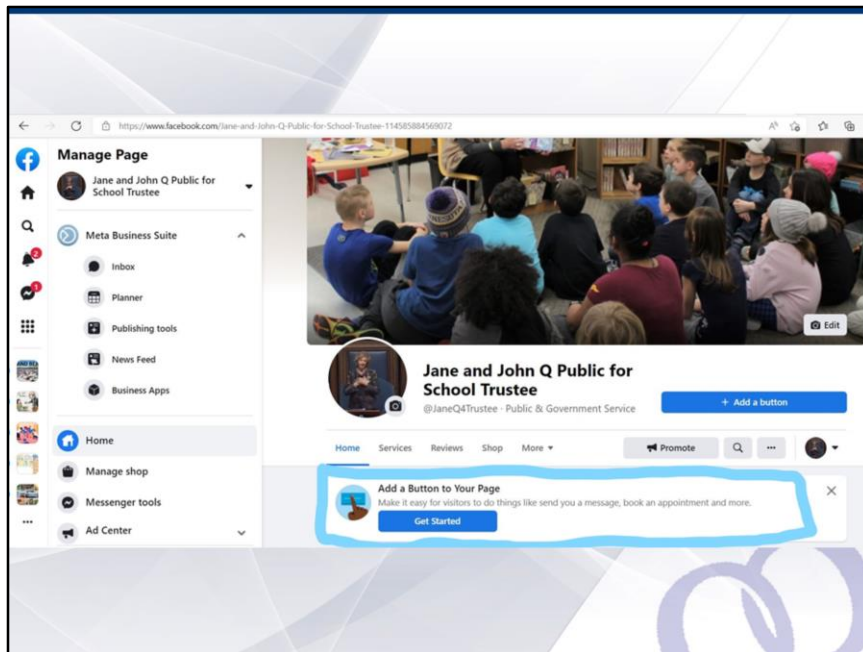 https://www.facebook.com/Jane-and-John-Q-Public-for-School-Trustee-114585884569072
Manage Page
Jane and John Q Public for
School Trustee
Meta Business Suite
Inbox
Planner
Publishing tools
News Feed
Business Apps
Home
Manage shop
Messenger tools
Ad Center
2
1
Edit
Jane and John Q Public for
School Trustee
@JaneQ4Trustee · Public & Government Service
+ Add a button
Home Services Reviews Shop More
Promote
Add a Button to Your Page
Make it easy for visitors to do things like send you a message, book an appointment and more.
Get Started